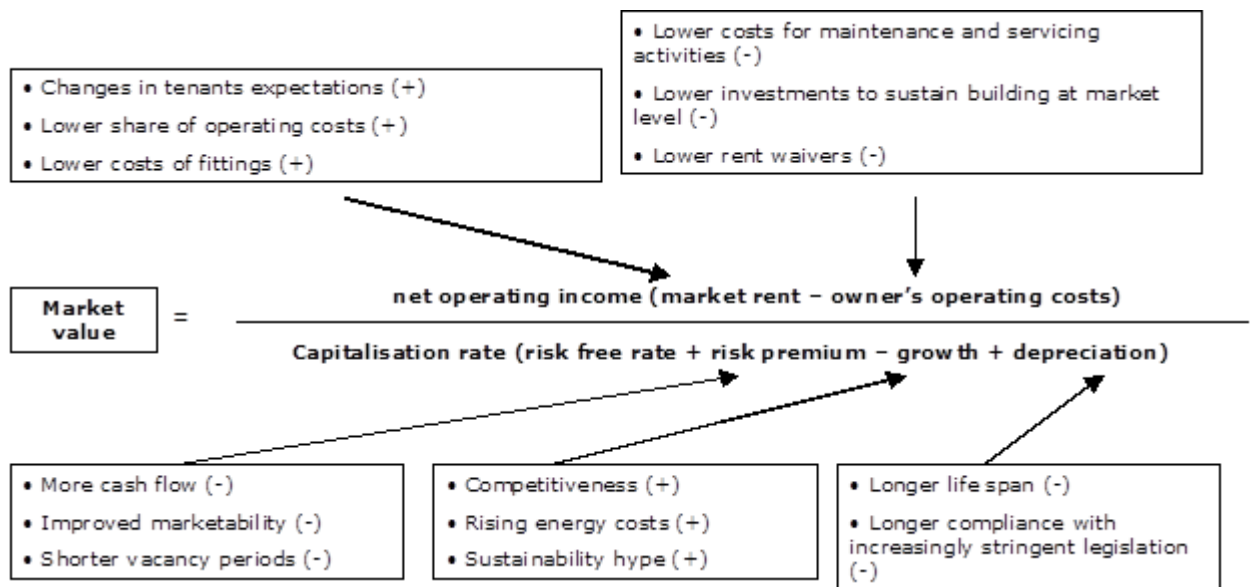 • Changes in tenants expectations (+)
• Lower share of operating costs (+)
• Lower costs of fittings (+)
• Lower costs for maintenance and servicing
activities (-)
• Lower investments to sustain building at market
level (-)
• Lower rent waivers (-)
Market
value
=
net operating income (market rent – owner's operating costs)
Capitalisation rate (risk free rate + risk premium – growth + depreciation)
• More cash flow (-)
• Improved marketability (-)
• Shorter vacancy periods (-)
• Competitiveness (+)
• Rising energy costs (+)
• Sustainability hype (+)
• Longer life span (-)
• Longer compliance with
increasingly stringent legislation
(-)